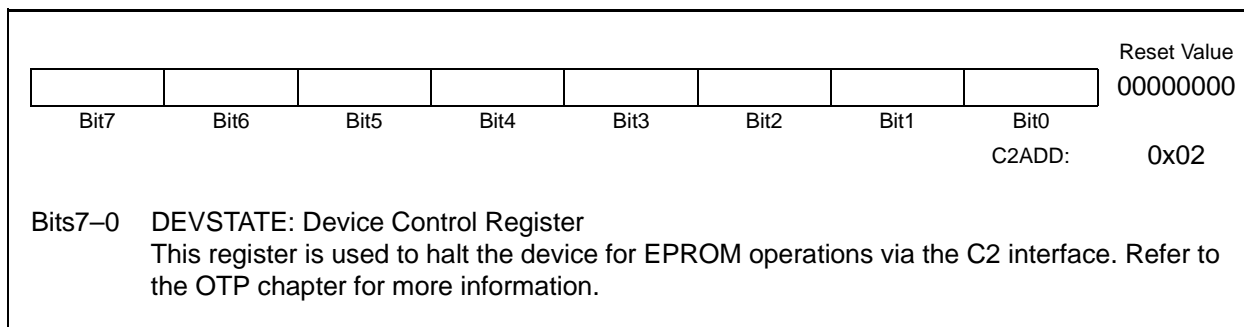 Reset Value
00000000
Bit7 Bit6 Bit5 Bit4 Bit3 Bit2 Bit1 Bit0
C2ADD: 0x02
Bits7–0 DEVSTATE: Device Control Register
This register is used to halt the device for EPROM operations via the C2 interface. Refer to
the OTP chapter for more information.